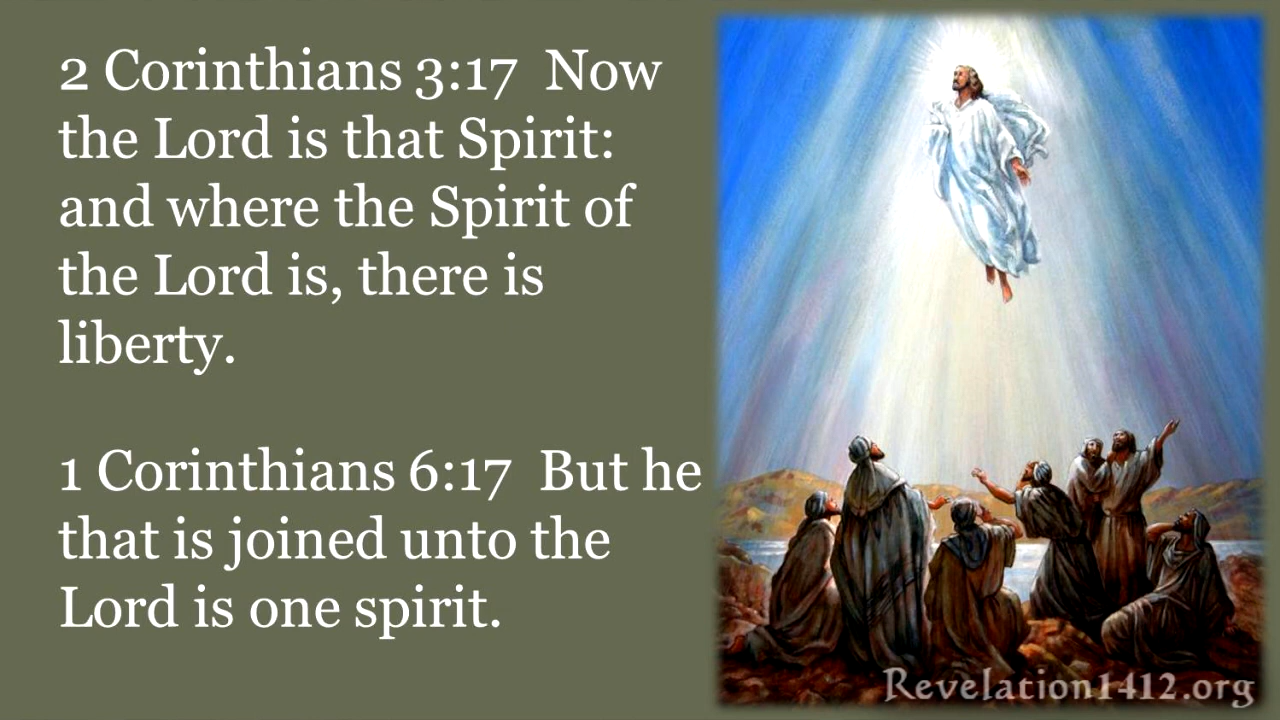 2 Corinthians 3:17  Now
the Lord is that Spirit:
and where the Spirit of
the Lord is, there is
liberty.
1 Corinthians 6:17  But he
that is joined unto the
Lord is one spirit.
Revelation1412.org